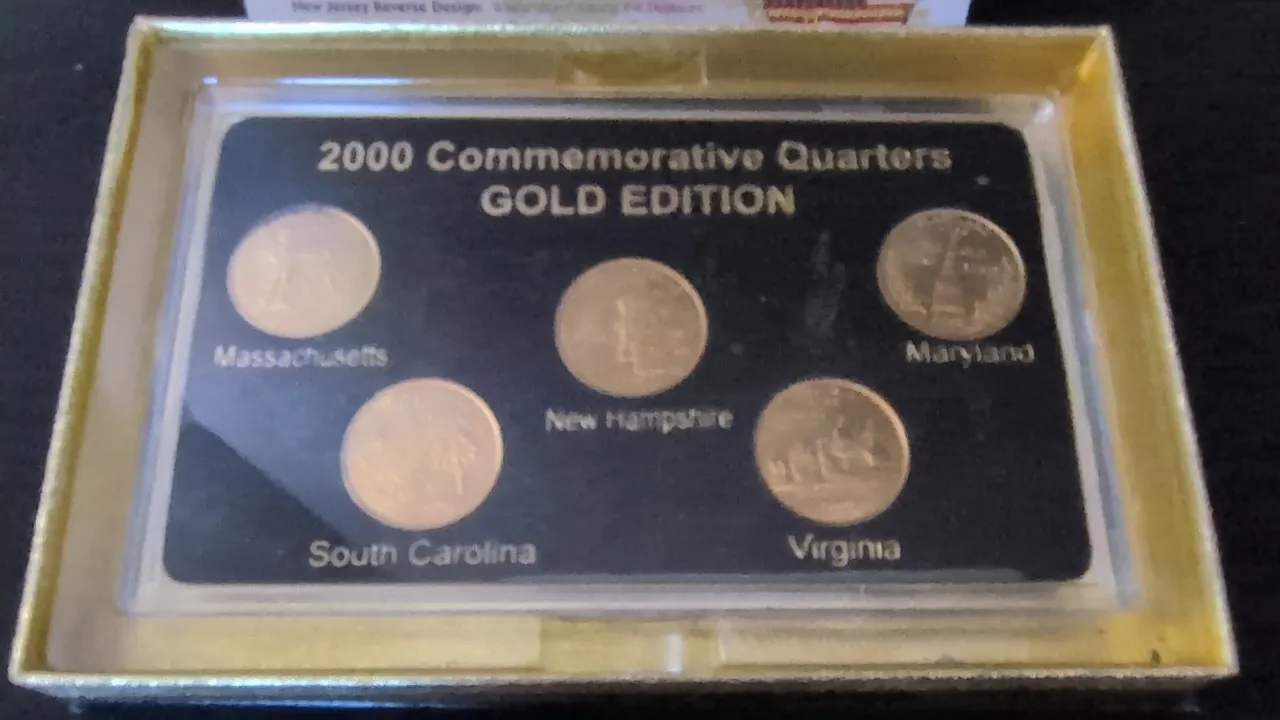 New Jersey Reverse Design:
2000 Commemorative Quarters
GOLD EDITION
Massachusetts
Maryland
New Hampshire
South Carolina
Virginia